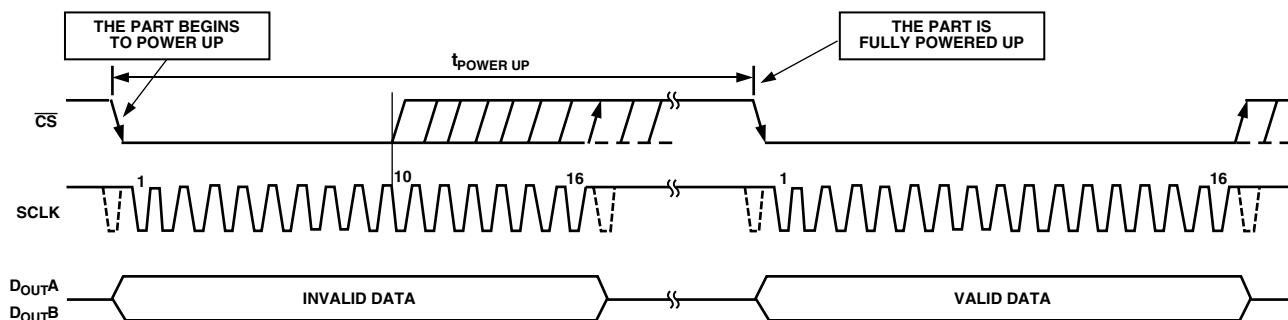 THE PART BEGINS
TO POWER UP
THE PART IS
FULLY POWERED UP
tPOWER UP
CS
1
10
16
1
16
SCLK
DOUTA
DOUTB
INVALID DATA
VALID DATA